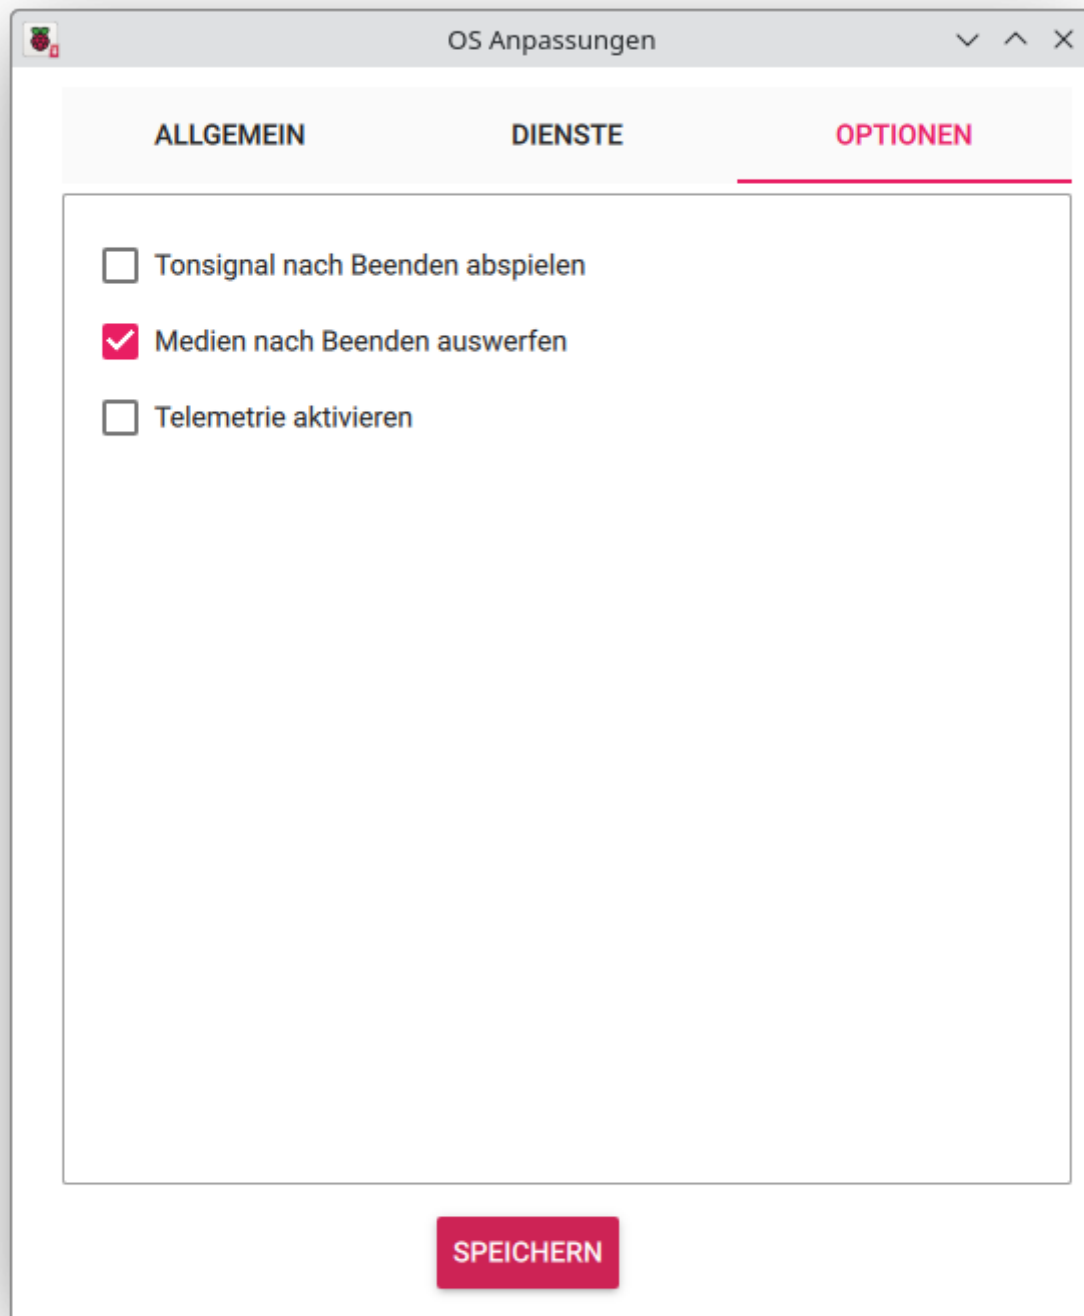 OS Anpassungen
ALLGEMEIN DIENSTE OPTIONEN
Tonsignal nach Beenden abspielen
Medien nach Beenden auswerfen
Telemetrie aktivieren
SPEICHERN